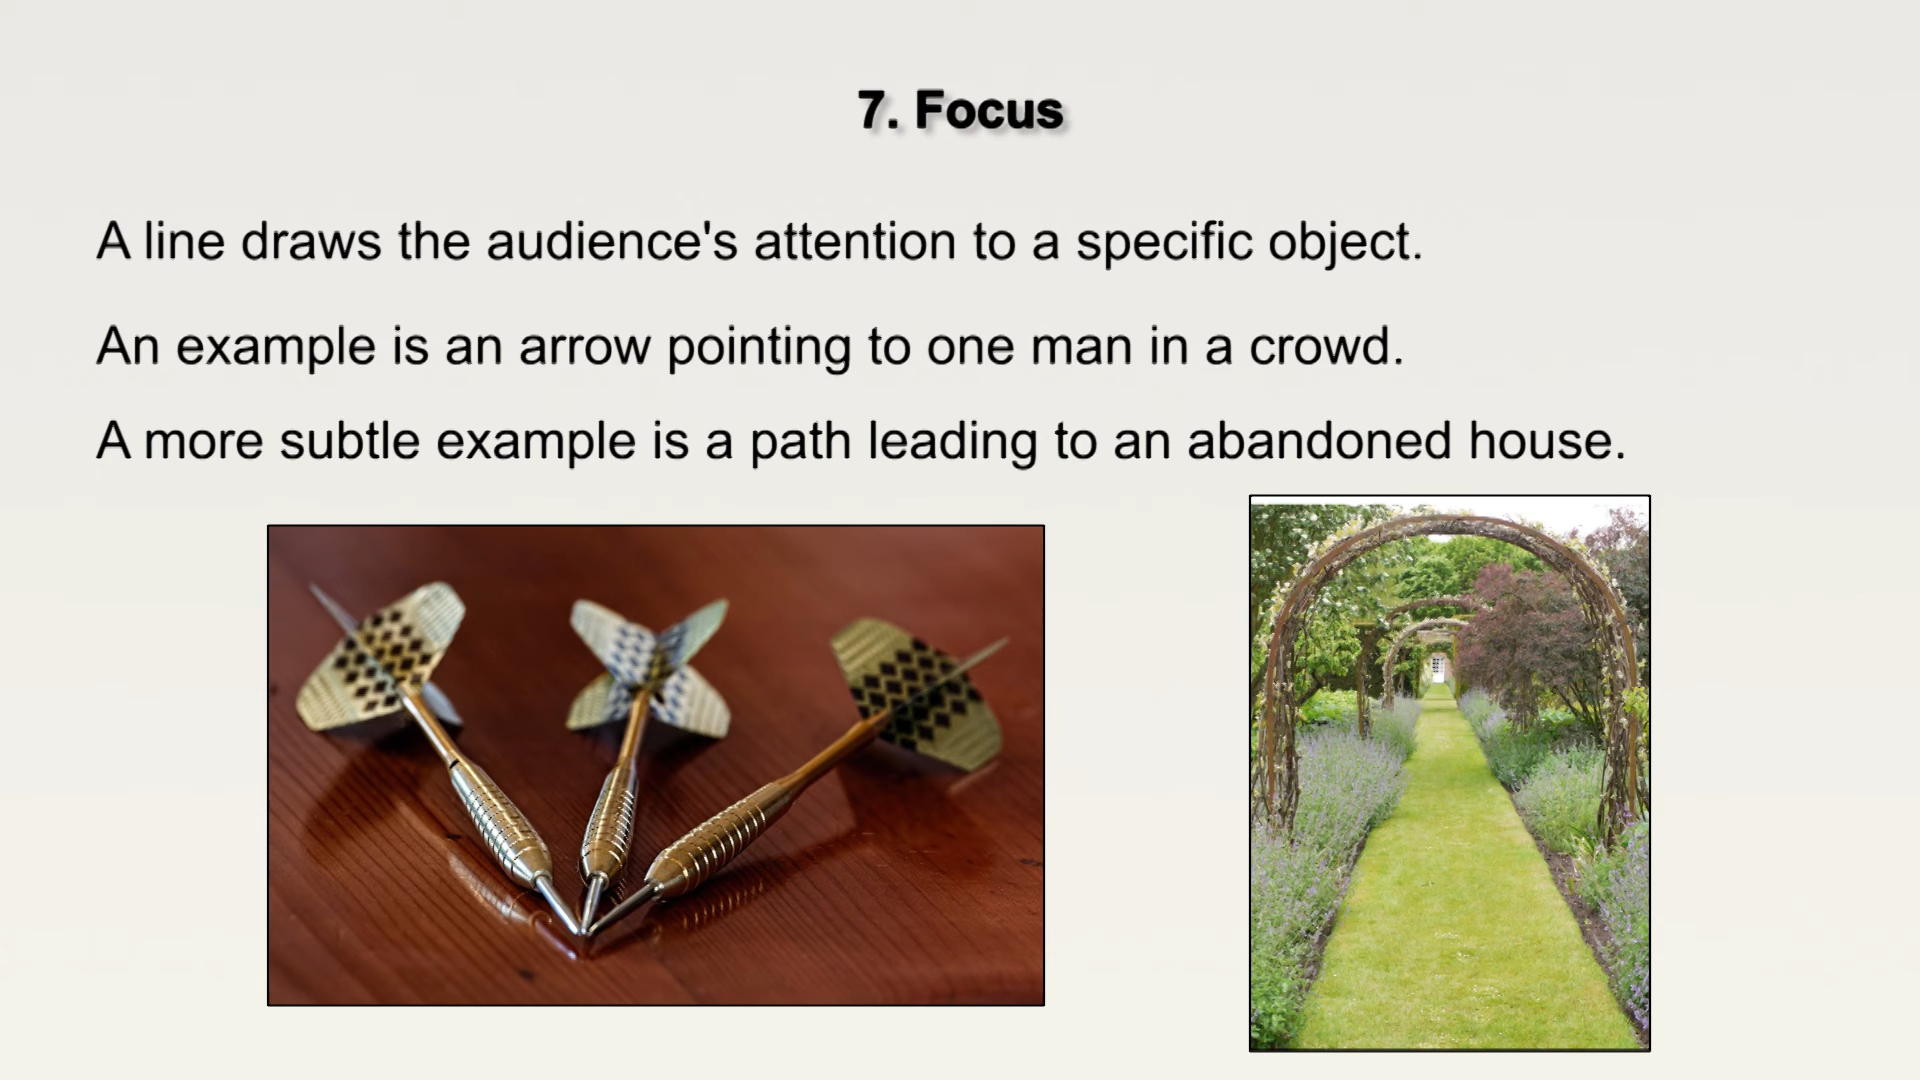 7. Focus
A line draws the audience's attention to a specific object.
An example is an arrow pointing to one man in a crowd.
A more subtle example is a path leading to an abandoned house.